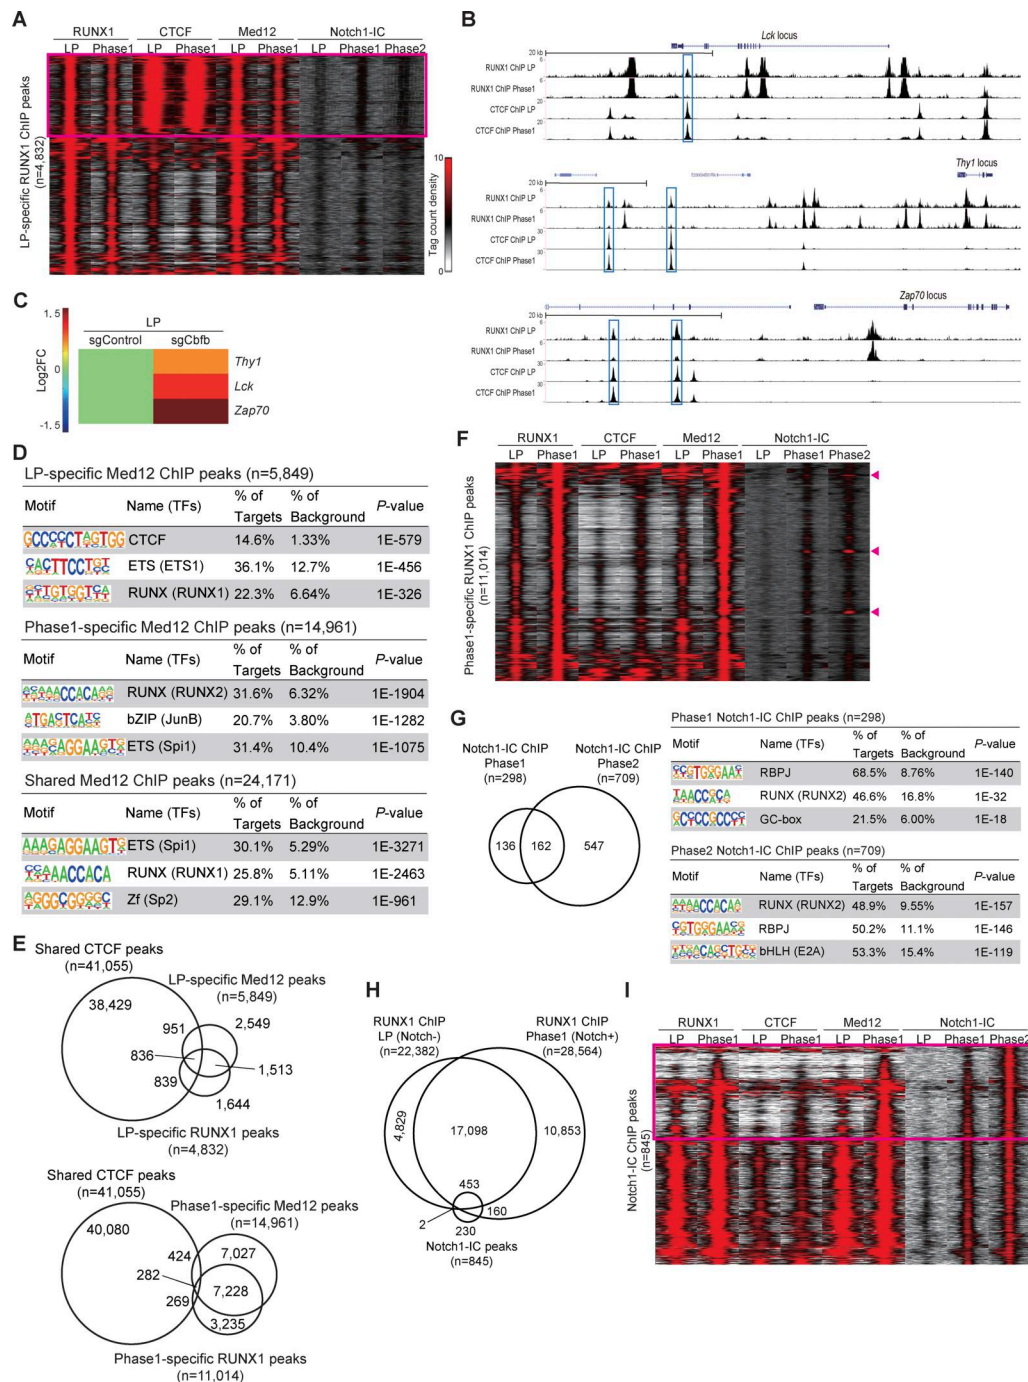 A
RUNX1 CTCF Med12 Notch1-IC
LP Phase1 LP Phase1 LP Phase1 LP Phase1 Phase2
LP-specific RUNX1 ChIP peaks
(n=4,832)
10
Tag count density
0
B
Lck locus
20 kb
6
RUNX1 ChIP LP
6
RUNX1 ChIP Phase1
20
CTCF ChIP LP
20
CTCF ChIP Phase1
Thy1 locus
20 kb
6
RUNX1 ChIP LP
6
RUNX1 ChIP Phase1
30
CTCF ChIP LP
30
CTCF ChIP Phase1
Zap70 locus
20 kb
6
RUNX1 ChIP LP
6
RUNX1 ChIP Phase1
30
CTCF ChIP LP
30
CTCF ChIP Phase1
C
1.5
0
-1.5
Log2FC
LP
sgControl sgCbfb
Thy1
Lck
Zap70
D
LP-specific Med12 ChIP peaks (n=5,849)
Motif Name (TFs) % of Targets % of Background P-value
CTCF 14.6% 1.33% 1E-579
ETS (ETS1) 36.1% 12.7% 1E-456
RUNX (RUNX1) 22.3% 6.64% 1E-326
Phase1-specific Med12 ChIP peaks (n=14,961)
Motif Name (TFs) % of Targets % of Background P-value
RUNX (RUNX2) 31.6% 6.32% 1E-1904
bZIP (JunB) 20.7% 3.80% 1E-1282
ETS (Spi1) 31.4% 10.4% 1E-1075
Shared Med12 ChIP peaks (n=24,171)
Motif Name (TFs) % of Targets % of Background P-value
ETS (Spi1) 30.1% 5.29% 1E-3271
RUNX (RUNX1) 25.8% 5.11% 1E-2463
Zf (Sp2) 29.1% 12.9% 1E-961
E
Shared CTCF peaks
(n=41,055)
LP-specific Med12 peaks
(n=5,849)
38,429
951
2,549
836
1,513
839
1,644
LP-specific RUNX1 peaks
(n=4,832)
Shared CTCF peaks
(n=41,055)
Phase1-specific Med12 peaks
(n=14,961)
40,080
424
7,027
282
7,228
269
3,235
Phase1-specific RUNX1 peaks
(n=11,014)
F
RUNX1 CTCF Med12 Notch1-IC
LP Phase1 LP Phase1 LP Phase1 LP Phase1 Phase2
Phase1-specific RUNX1 ChIP peaks
(n=11,014)
G
Notch1-IC ChIP
Phase1
(n=298)
Notch1-IC ChIP
Phase2
(n=709)
136 162 547
Phase1 Notch1-IC ChIP peaks (n=298)
Motif Name (TFs) % of Targets % of Background P-value
RBPJ 68.5% 8.76% 1E-140
RUNX (RUNX2) 46.6% 16.8% 1E-32
GC-box 21.5% 6.00% 1E-18
Phase2 Notch1-IC ChIP peaks (n=709)
Motif Name (TFs) % of Targets % of Background P-value
RUNX (RUNX2) 48.9% 9.55% 1E-157
RBPJ 50.2% 11.1% 1E-146
bHLH (E2A) 53.3% 15.4% 1E-119
H
RUNX1 ChIP
LP (Notch-)
(n=22,382)
RUNX1 ChIP
Phase1 (Notch+)
(n=28,564)
4,829
17,098
10,853
453
2
160
230
Notch1-IC peaks
(n=845)
I
RUNX1 CTCF Med12 Notch1-IC
LP Phase1 LP Phase1 LP Phase1 LP Phase1 Phase2
Notch1-IC ChIP peaks
(n=845)